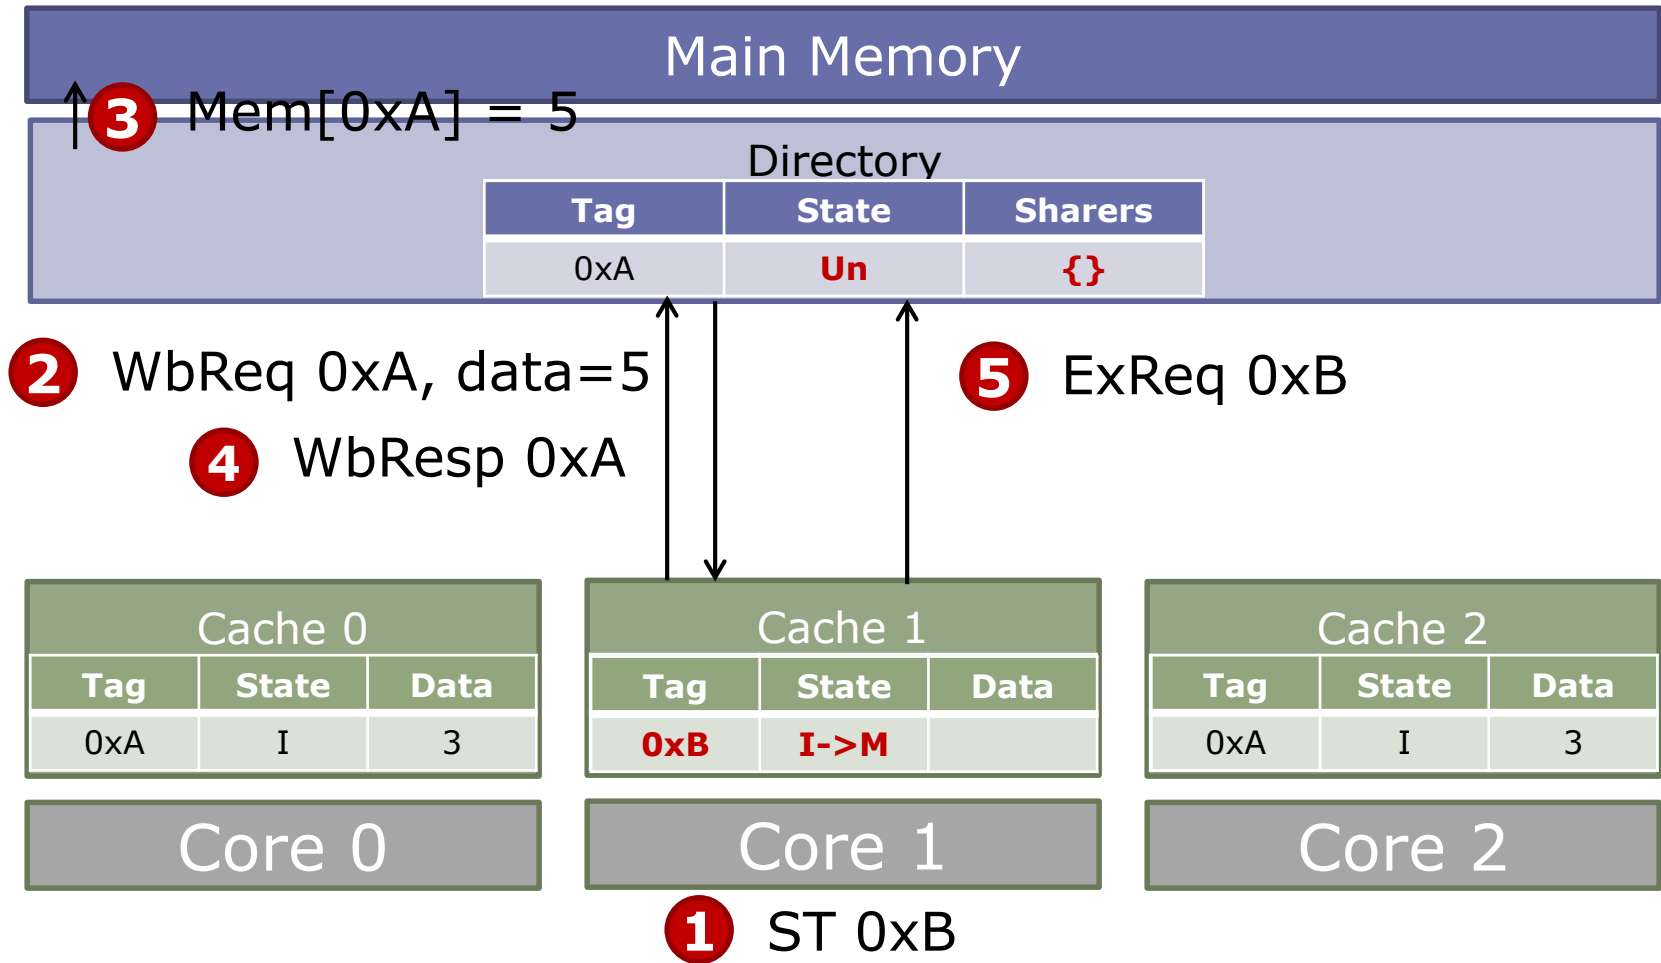 Main Memory
3 Mem[0xA] = 5
Directory
Tag State Sharers
0xA Un {}
2 WbReq 0xA, data=5
5 ExReq 0xB
4 WbResp 0xA
Cache 0 Cache 1 Cache 2
Tag State Data Tag State Data Tag State Data
0xA I 3 0xB I->M 0xA I 3
Core 0 Core 1 Core 2
1 ST 0xB